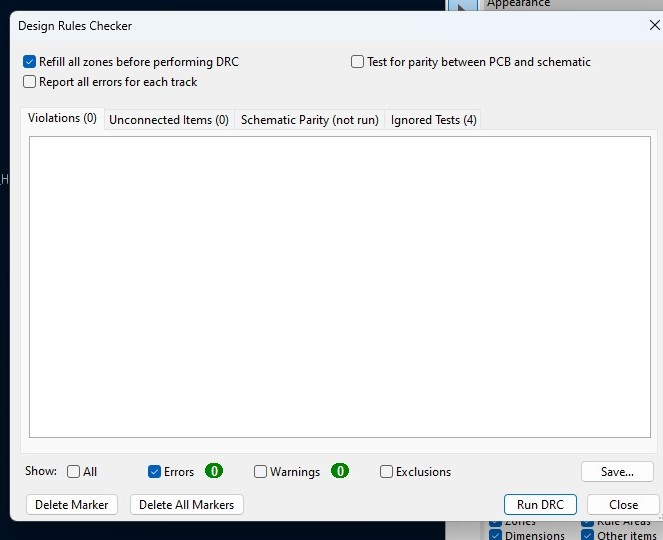 Appearance
Design Rules Checker
Refill all zones before performing DRC
Test for parity between PCB and schematic
Report all errors for each track
Violations (0) Unconnected Items (0) Schematic Parity (not run) Ignored Tests (4)
H
Show: All Errors 0 Warnings 0 Exclusions Save...
Delete Marker Delete All Markers Run DRC Close
Zones Rule Areas
Dimensions Other items